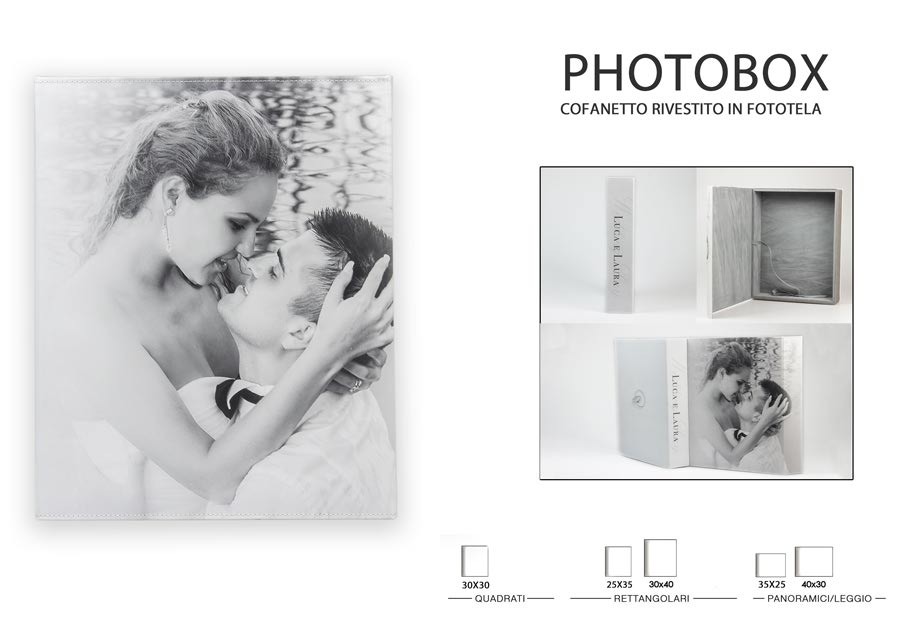 PHOTOBOX
COFANETTO RIVESTITO IN FOTOTELA
LUCA E LAURA
LUCA E LAURA
30X30
25X35
30x40
35X25
40x30
QUADRATI
RETTANGOLARI
PANORAMICI/LEGGIO